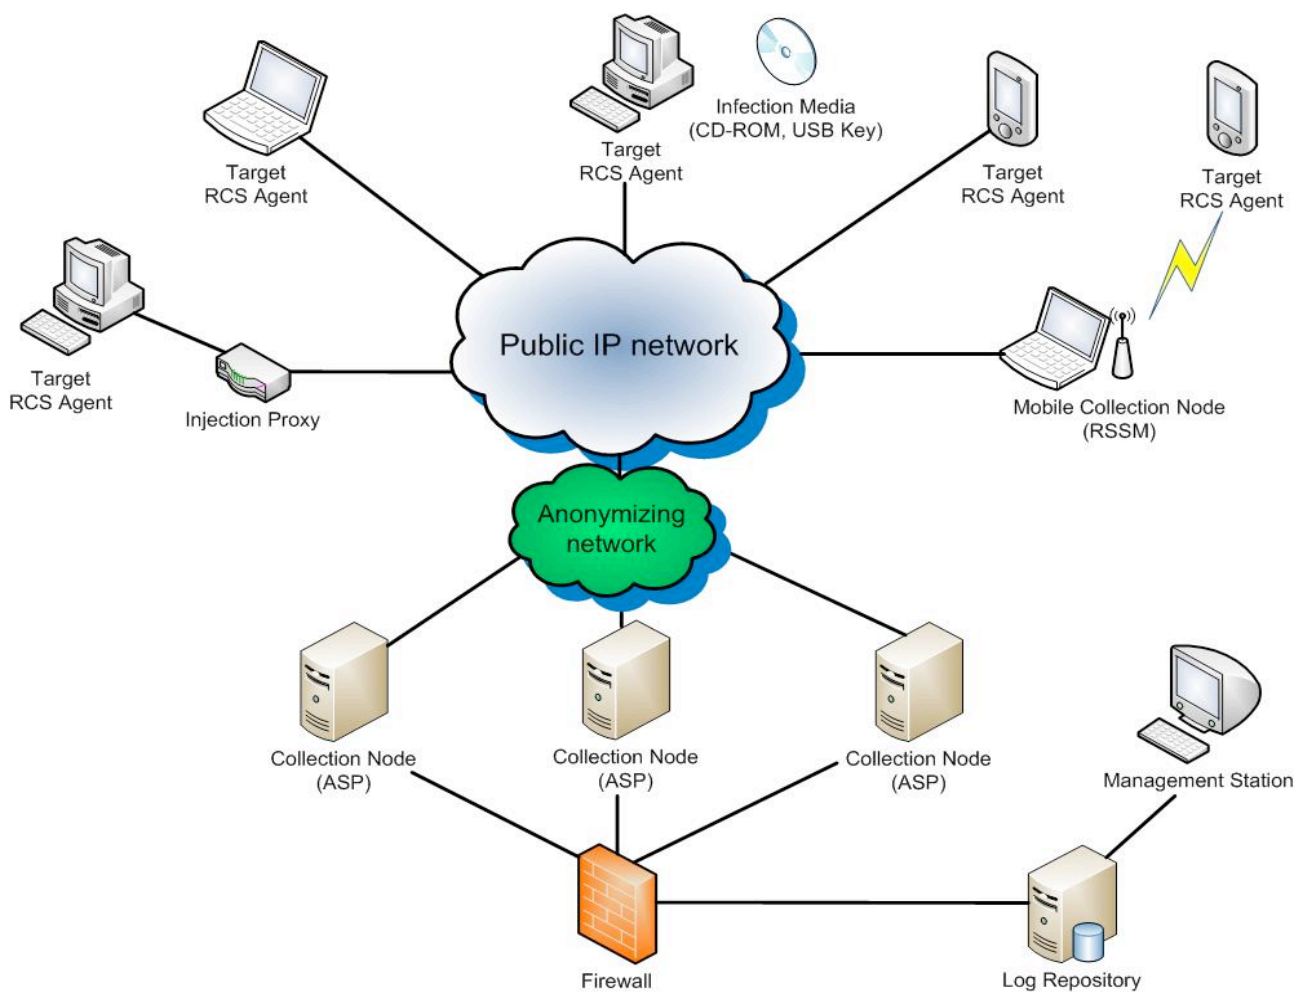 Infection Media
(CD-ROM, USB Key)
Target
RCS Agent
Target
RCS Agent
Target
RCS Agent
Target
RCS Agent
Target
RCS Agent
Public IP network
Injection Proxy
Mobile Collection Node
(RSSM)
Anonymizing
network
Collection Node
(ASP)
Collection Node
(ASP)
Collection Node
(ASP)
Management Station
Firewall
Log Repository